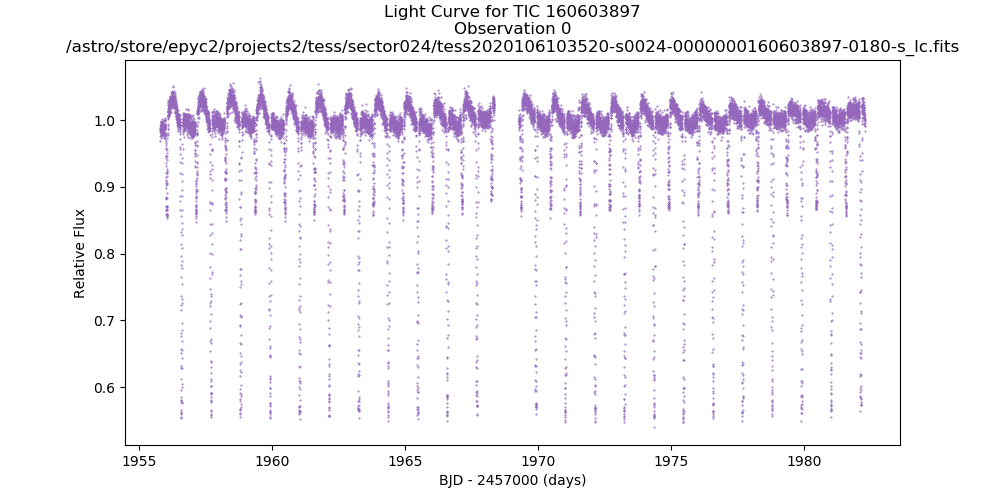 Light Curve for TIC 160603897
Observation 0
/astro/store/epyc2/projects2/tess/sector024/tess2020106103520-s0024-0000000160603897-0180-s_lc.fits
1.0
0.9
0.8
0.7
0.6
Relative Flux
1955 1960 1965 1970 1975 1980
BJD - 2457000 (days)